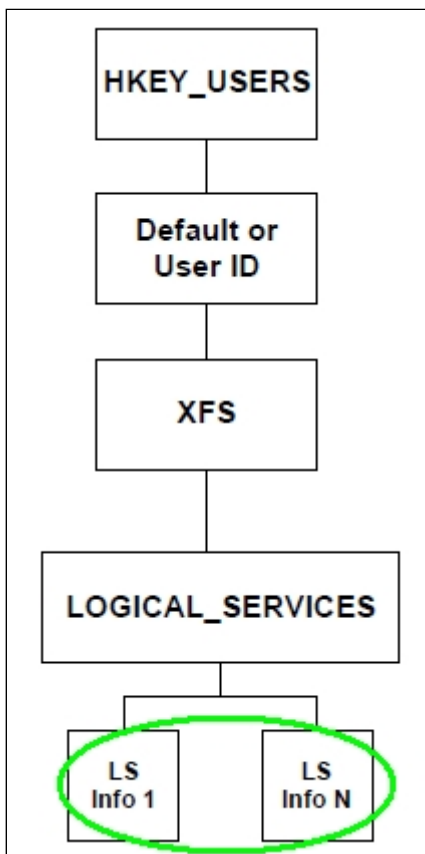 HKEY_USERS
Default or
User ID
XFS
LOGICAL_SERVICES
LS
Info 1
LS
Info N